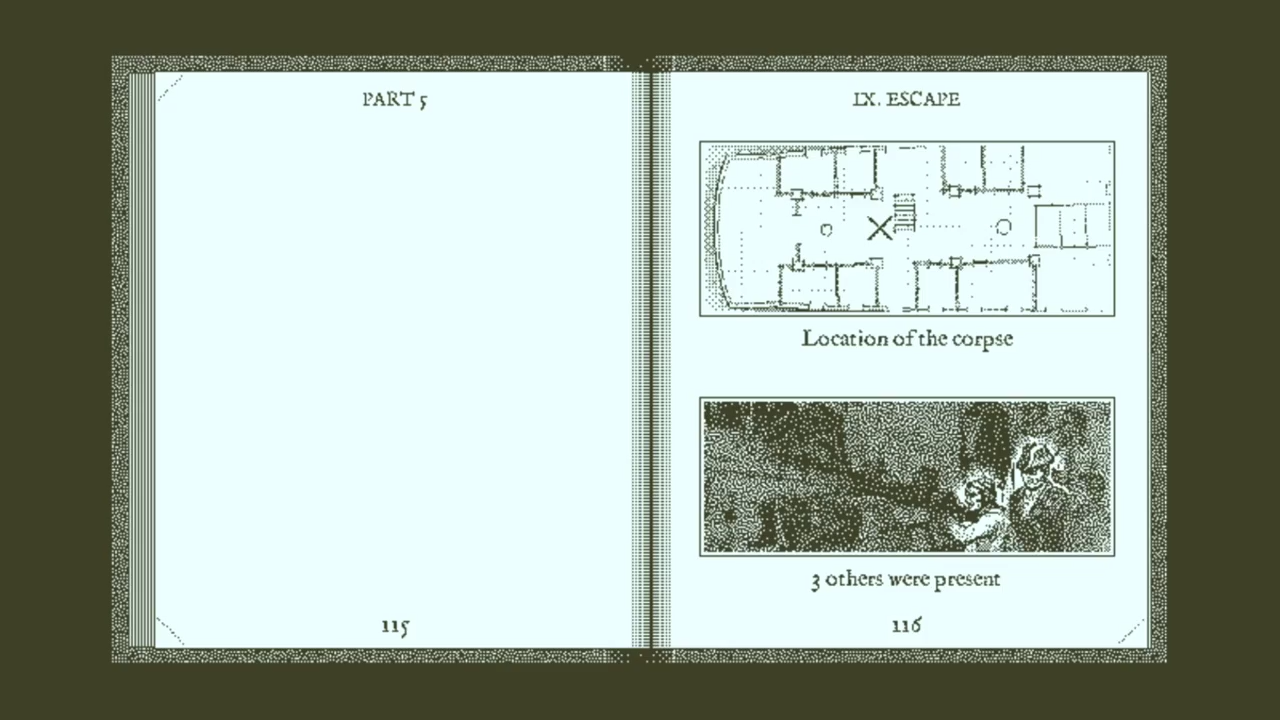 PART 5
115
IX. ESCAPE
Location of the corpse
3 others were present
116